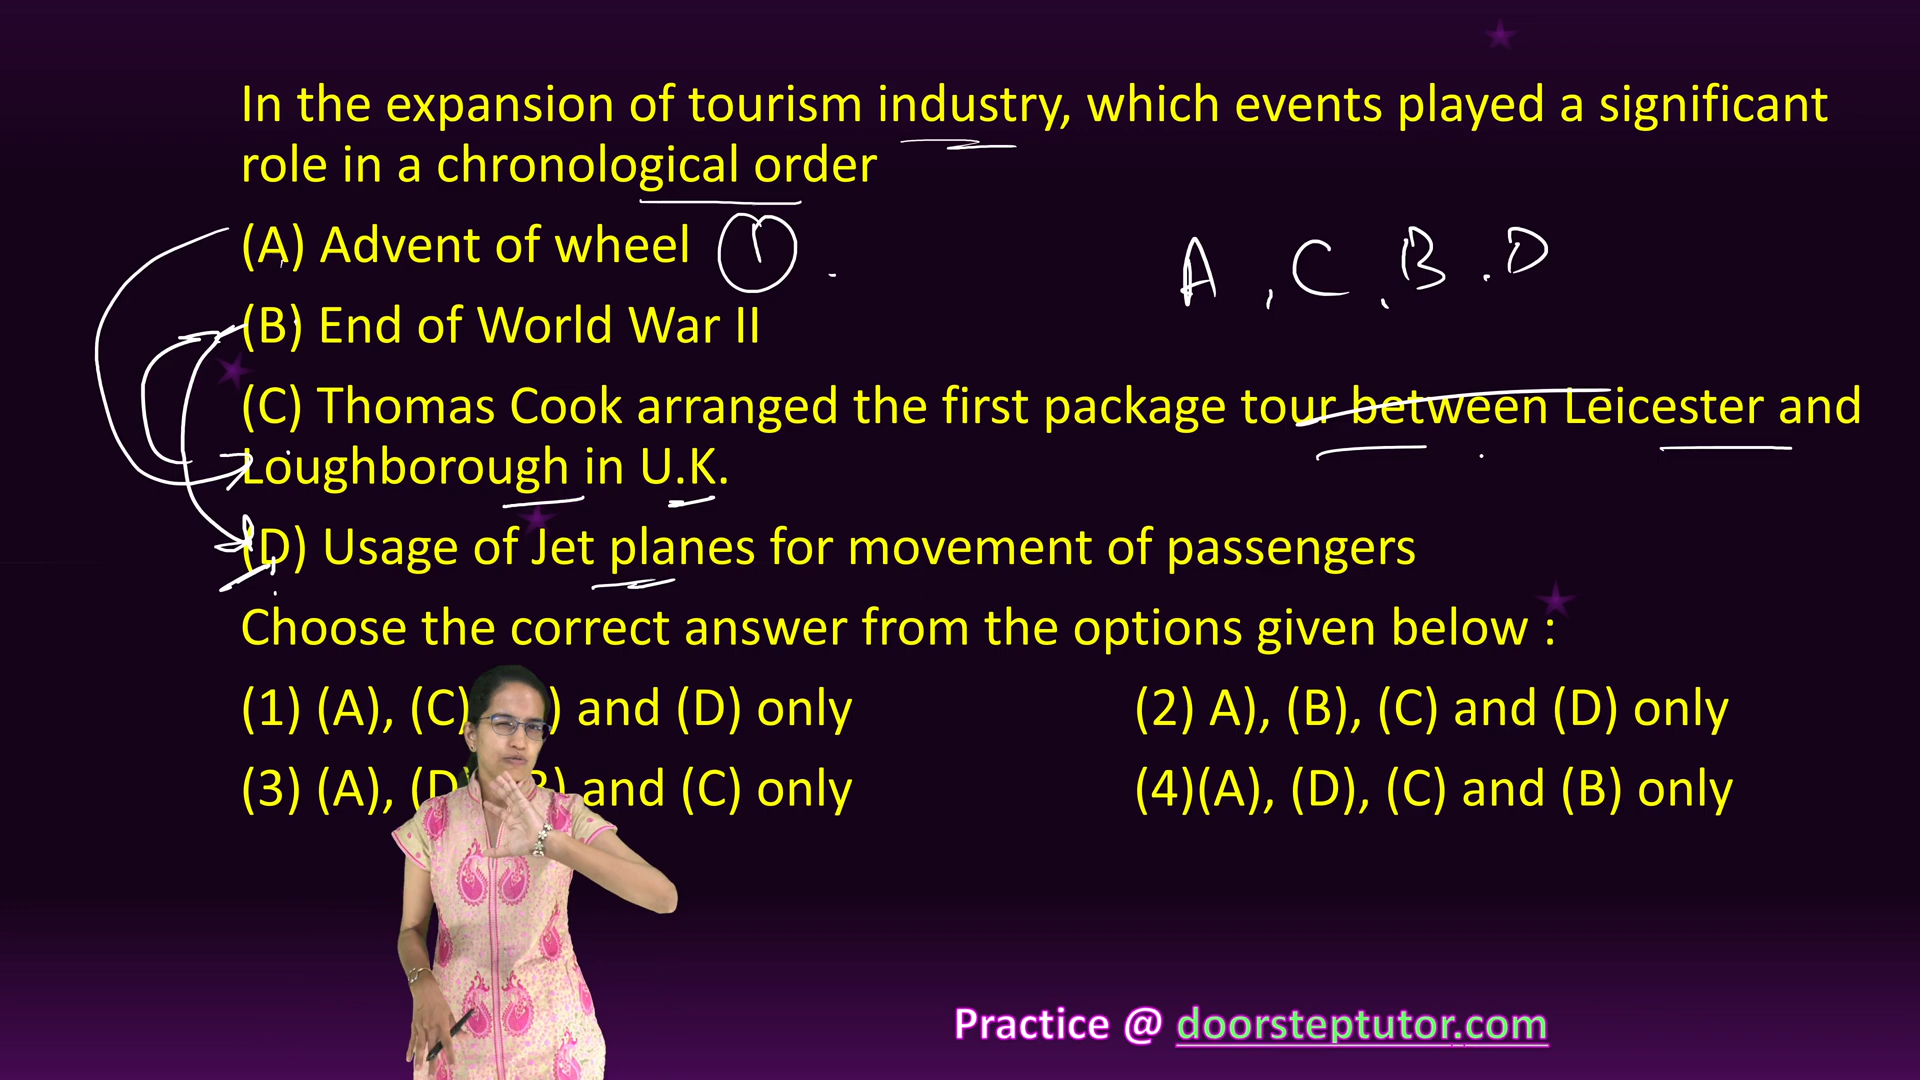 In the expansion of tourism industry, which events played a significant
role in a chronological order
(A) Advent of wheel 1
A, C, B, D
(B) End of World War II
(C) Thomas Cook arranged the first package tour between Leicester and
Loughborough in U.K.
(D) Usage of Jet planes for movement of passengers
Choose the correct answer from the options given below :
(1) (A), (C) and (D) only (2) A), (B), (C) and (D) only
(3) (A), (D) and (C) only (4)(A), (D), (C) and (B) only
Practice @ doorsteptutor.com